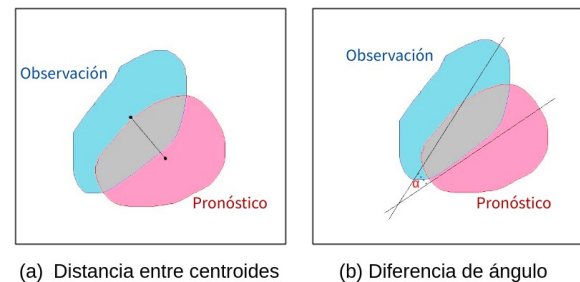 Observación
Pronóstico
(a) Distancia entre centroides
Observación
α
Pronóstico
(b) Diferencia de ángulo